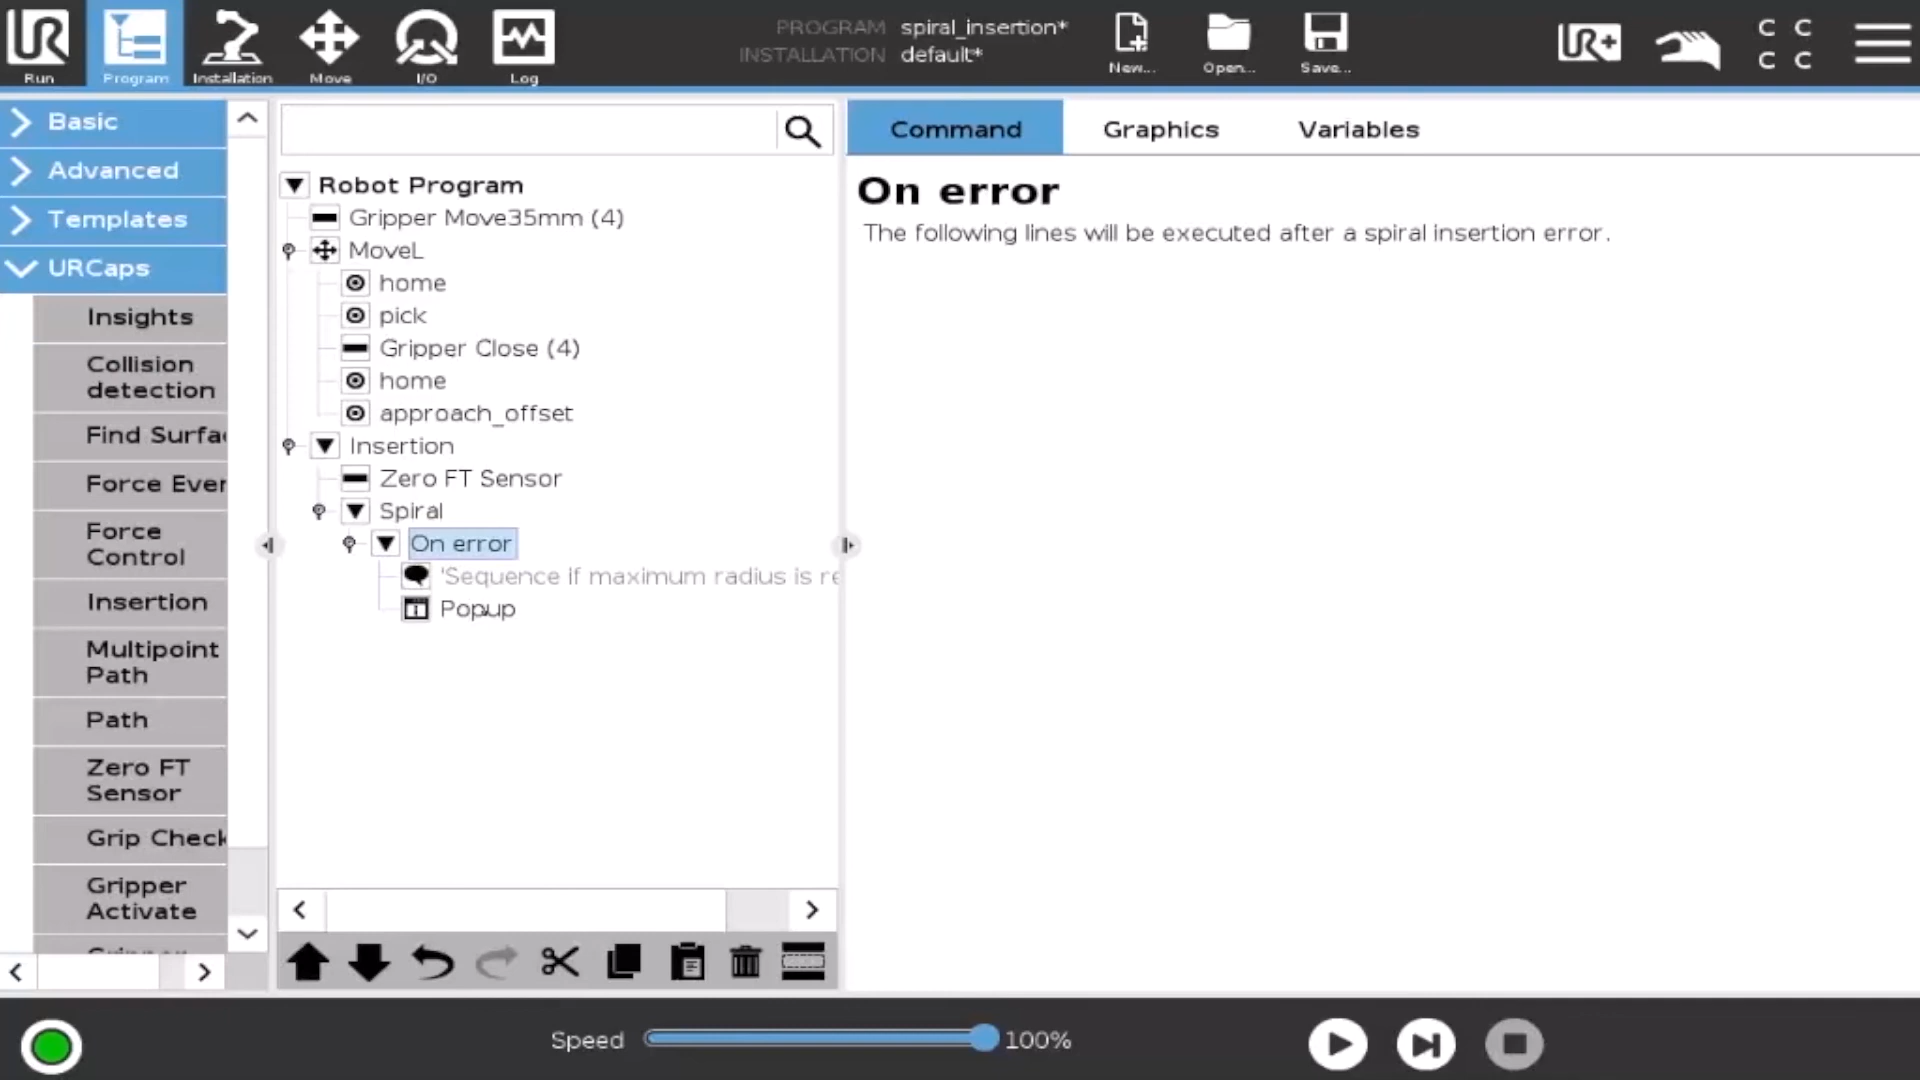 UR
Run
Program
Installation
Move
I/O
Log
PROGRAM spiral_insertion*
INSTALLATION default*
New...
Open...
Save...
UR+
C C
C C
Basic
Advanced
Templates
URCaps
Insights
Collision
detection
Find Surfa
Force Ever
Force
Control
Insertion
Multipoint
Path
Path
Zero FT
Sensor
Grip Check
Gripper
Activate
Robot Program
Gripper Move35mm (4)
MoveL
home
pick
Gripper Close (4)
home
approach_offset
Insertion
Zero FT Sensor
Spiral
On error
'Sequence if maximum radius is re
Popup
Command
Graphics
Variables
On error
The following lines will be executed after a spiral insertion error.
Speed
100%